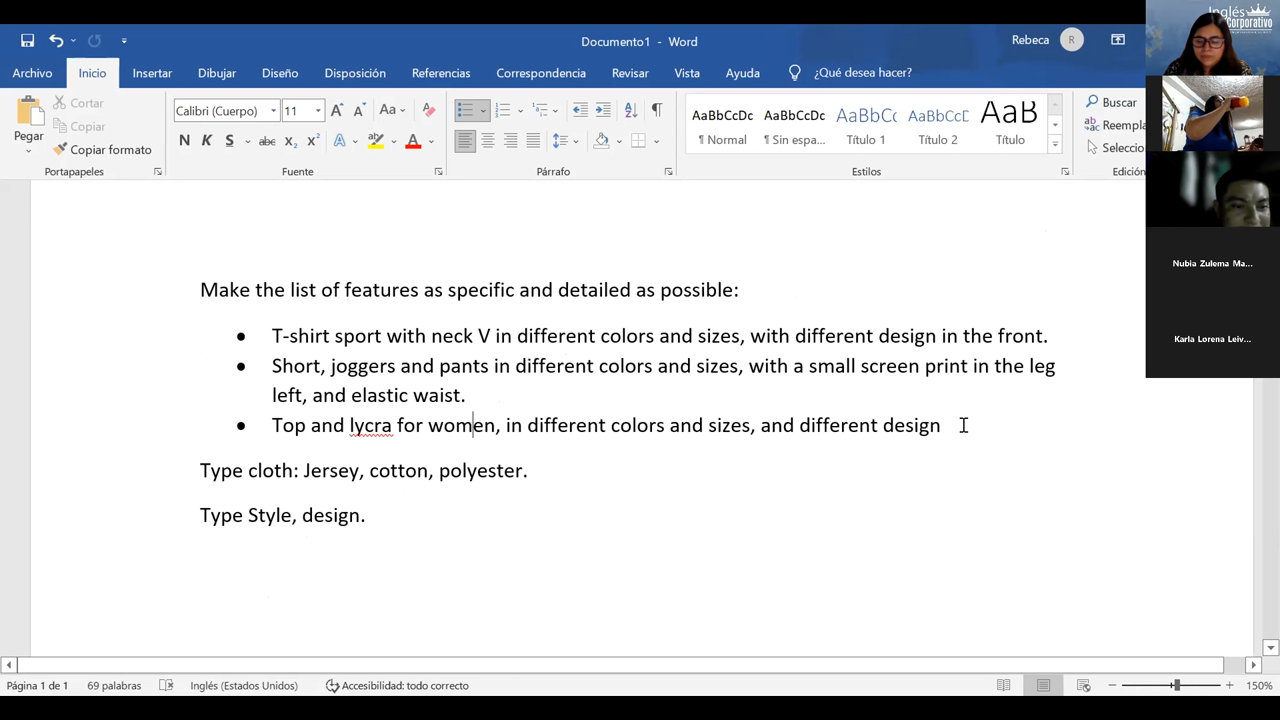 Inglés
Corporativo
Documento1 - Word
Rebeca
R
Archivo
Inicio
Insertar
Dibujar
Diseño
Disposición
Referencias
Correspondencia
Revisar
Vista
Ayuda
¿Qué desea hacer?
Pegar
Cortar
Copiar
Copiar formato
Portapapeles
Calibri (Cuerpo)
11
Fuente
Párrafo
AaBbCcDc
¶ Normal
AaBbCcDc
¶ Sin espa...
AaBbCc
Título 1
AaBbCcD
Título 2
AaB
Título
Estilos
Buscar
Reempla
Seleccio
Edición
Nubia Zulema Ma...
Karla Lorena Leiv...
Make the list of features as specific and detailed as possible:
• T-shirt sport with neck V in different colors and sizes, with different design in the front.
• Short, joggers and pants in different colors and sizes, with a small screen print in the leg
left, and elastic waist.
• Top and lycra for women, in different colors and sizes, and different design
Type cloth: Jersey, cotton, polyester.
Type Style, design.
Página 1 de 1
69 palabras
Inglés (Estados Unidos)
Accesibilidad: todo correcto
150%